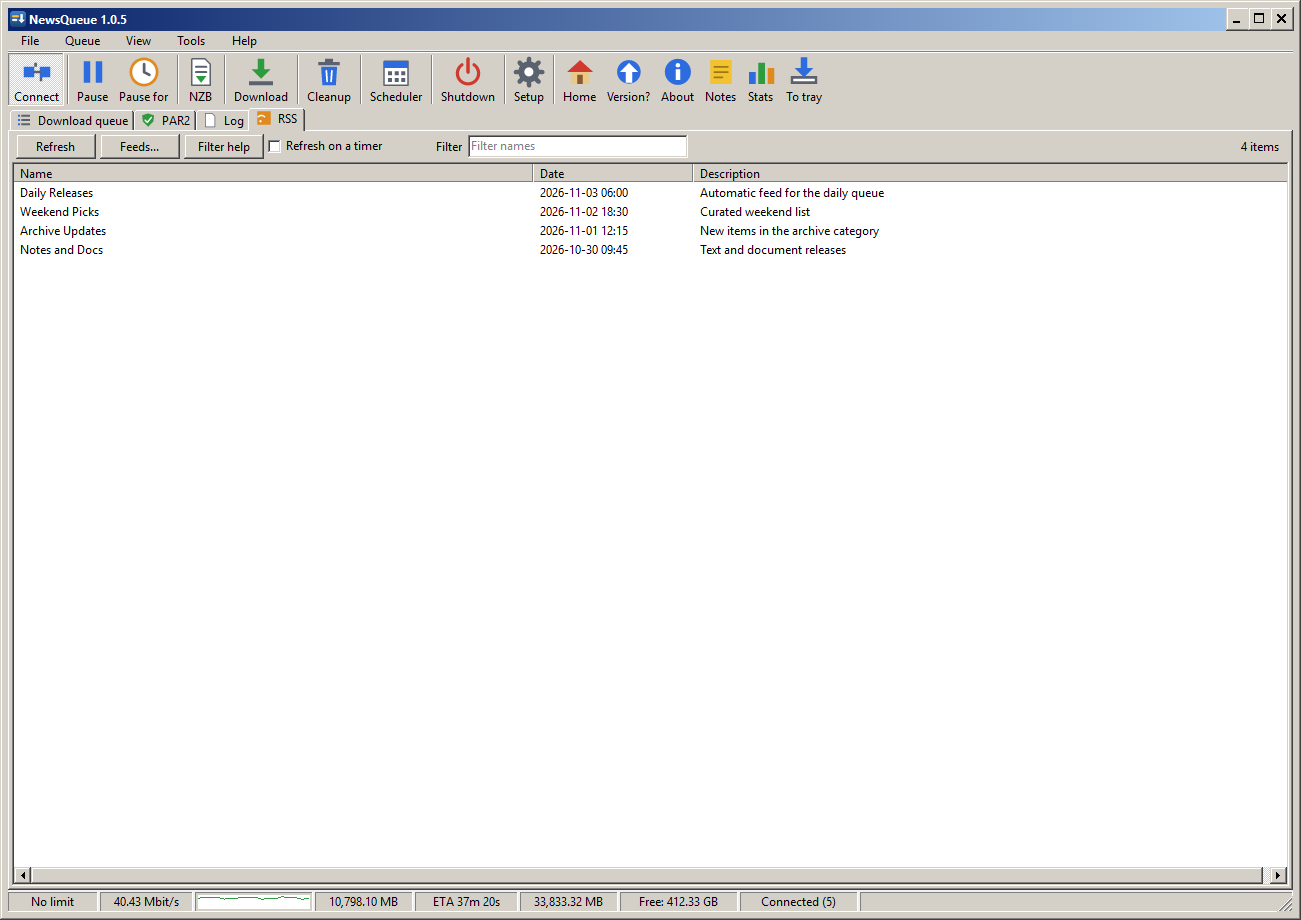 NewsQueue 1.0.5
File Queue View Tools Help
Connect Pause Pause for NZB Download Cleanup Scheduler Shutdown Setup Home Version? About Notes Stats To tray
Download queue PAR2 Log RSS
Refresh Feeds... Filter help Refresh on a timer Filter Filter names 4 items
Name Date Description
Daily Releases 2026-11-03 06:00 Automatic feed for the daily queue
Weekend Picks 2026-11-02 18:30 Curated weekend list
Archive Updates 2026-11-01 12:15 New items in the archive category
Notes and Docs 2026-10-30 09:45 Text and document releases
No limit 40.43 Mbit/s 10,798.10 MB ETA 37m 20s 33,833.32 MB Free: 412.33 GB Connected (5)